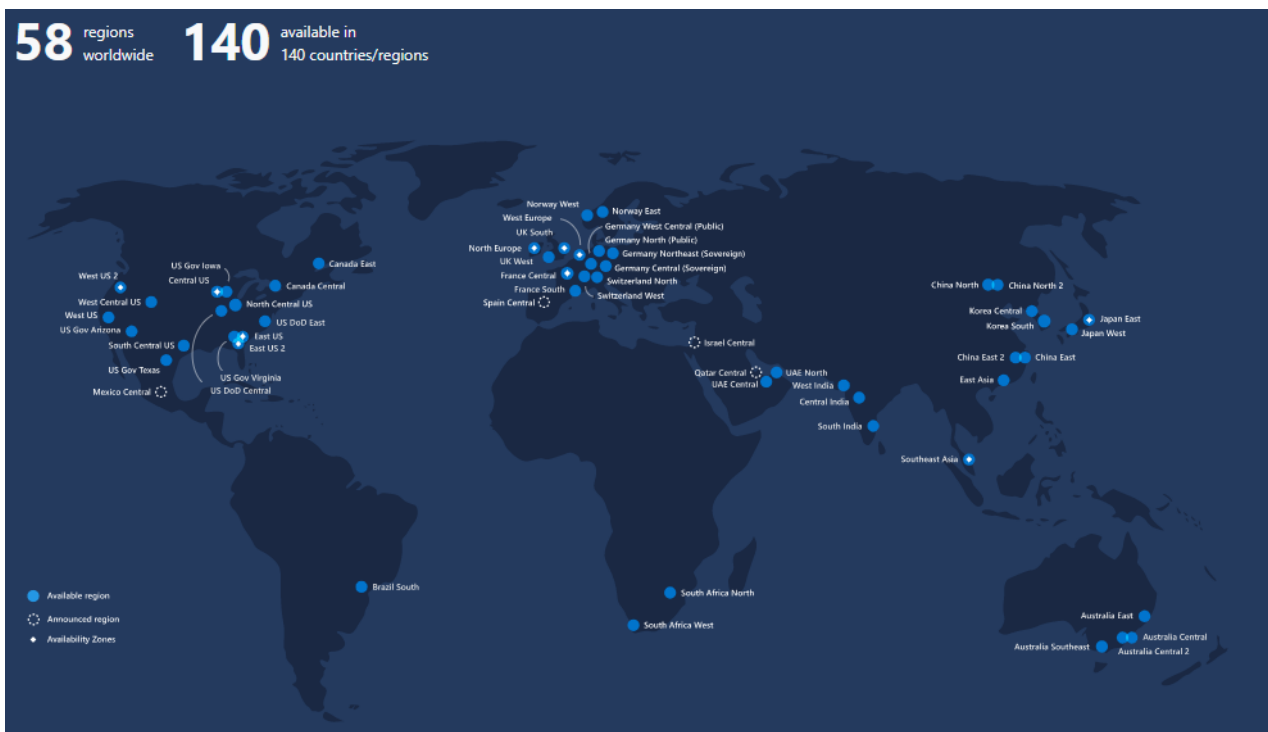 58 regions worldwide
140 available in 140 countries/regions
Norway West
Norway East
West Europe
Germany West Central (Public)
UK South
Germany North (Public)
North Europe
Germany Northeast (Sovereign)
UK West
Germany Central (Sovereign)
France Central
Switzerland North
France South
Switzerland West
Spain Central
US Gov Iowa
Canada East
West US 2
Central US
Canada Central
West Central US
North Central US
West US
US DoD East
US Gov Arizona
East US
South Central US
East US 2
US Gov Texas
US Gov Virginia
Mexico Central
US DoD Central
China North
China North 2
Korea Central
Japan East
Korea South
Japan West
Israel Central
China East 2
China East
Qatar Central
UAE North
UAE Central
West India
East Asia
Central India
South India
Southeast Asia
Brazil South
South Africa North
South Africa West
Australia East
Australia Central
Australia Southeast
Australia Central 2
Available region
Announced region
Availability Zones